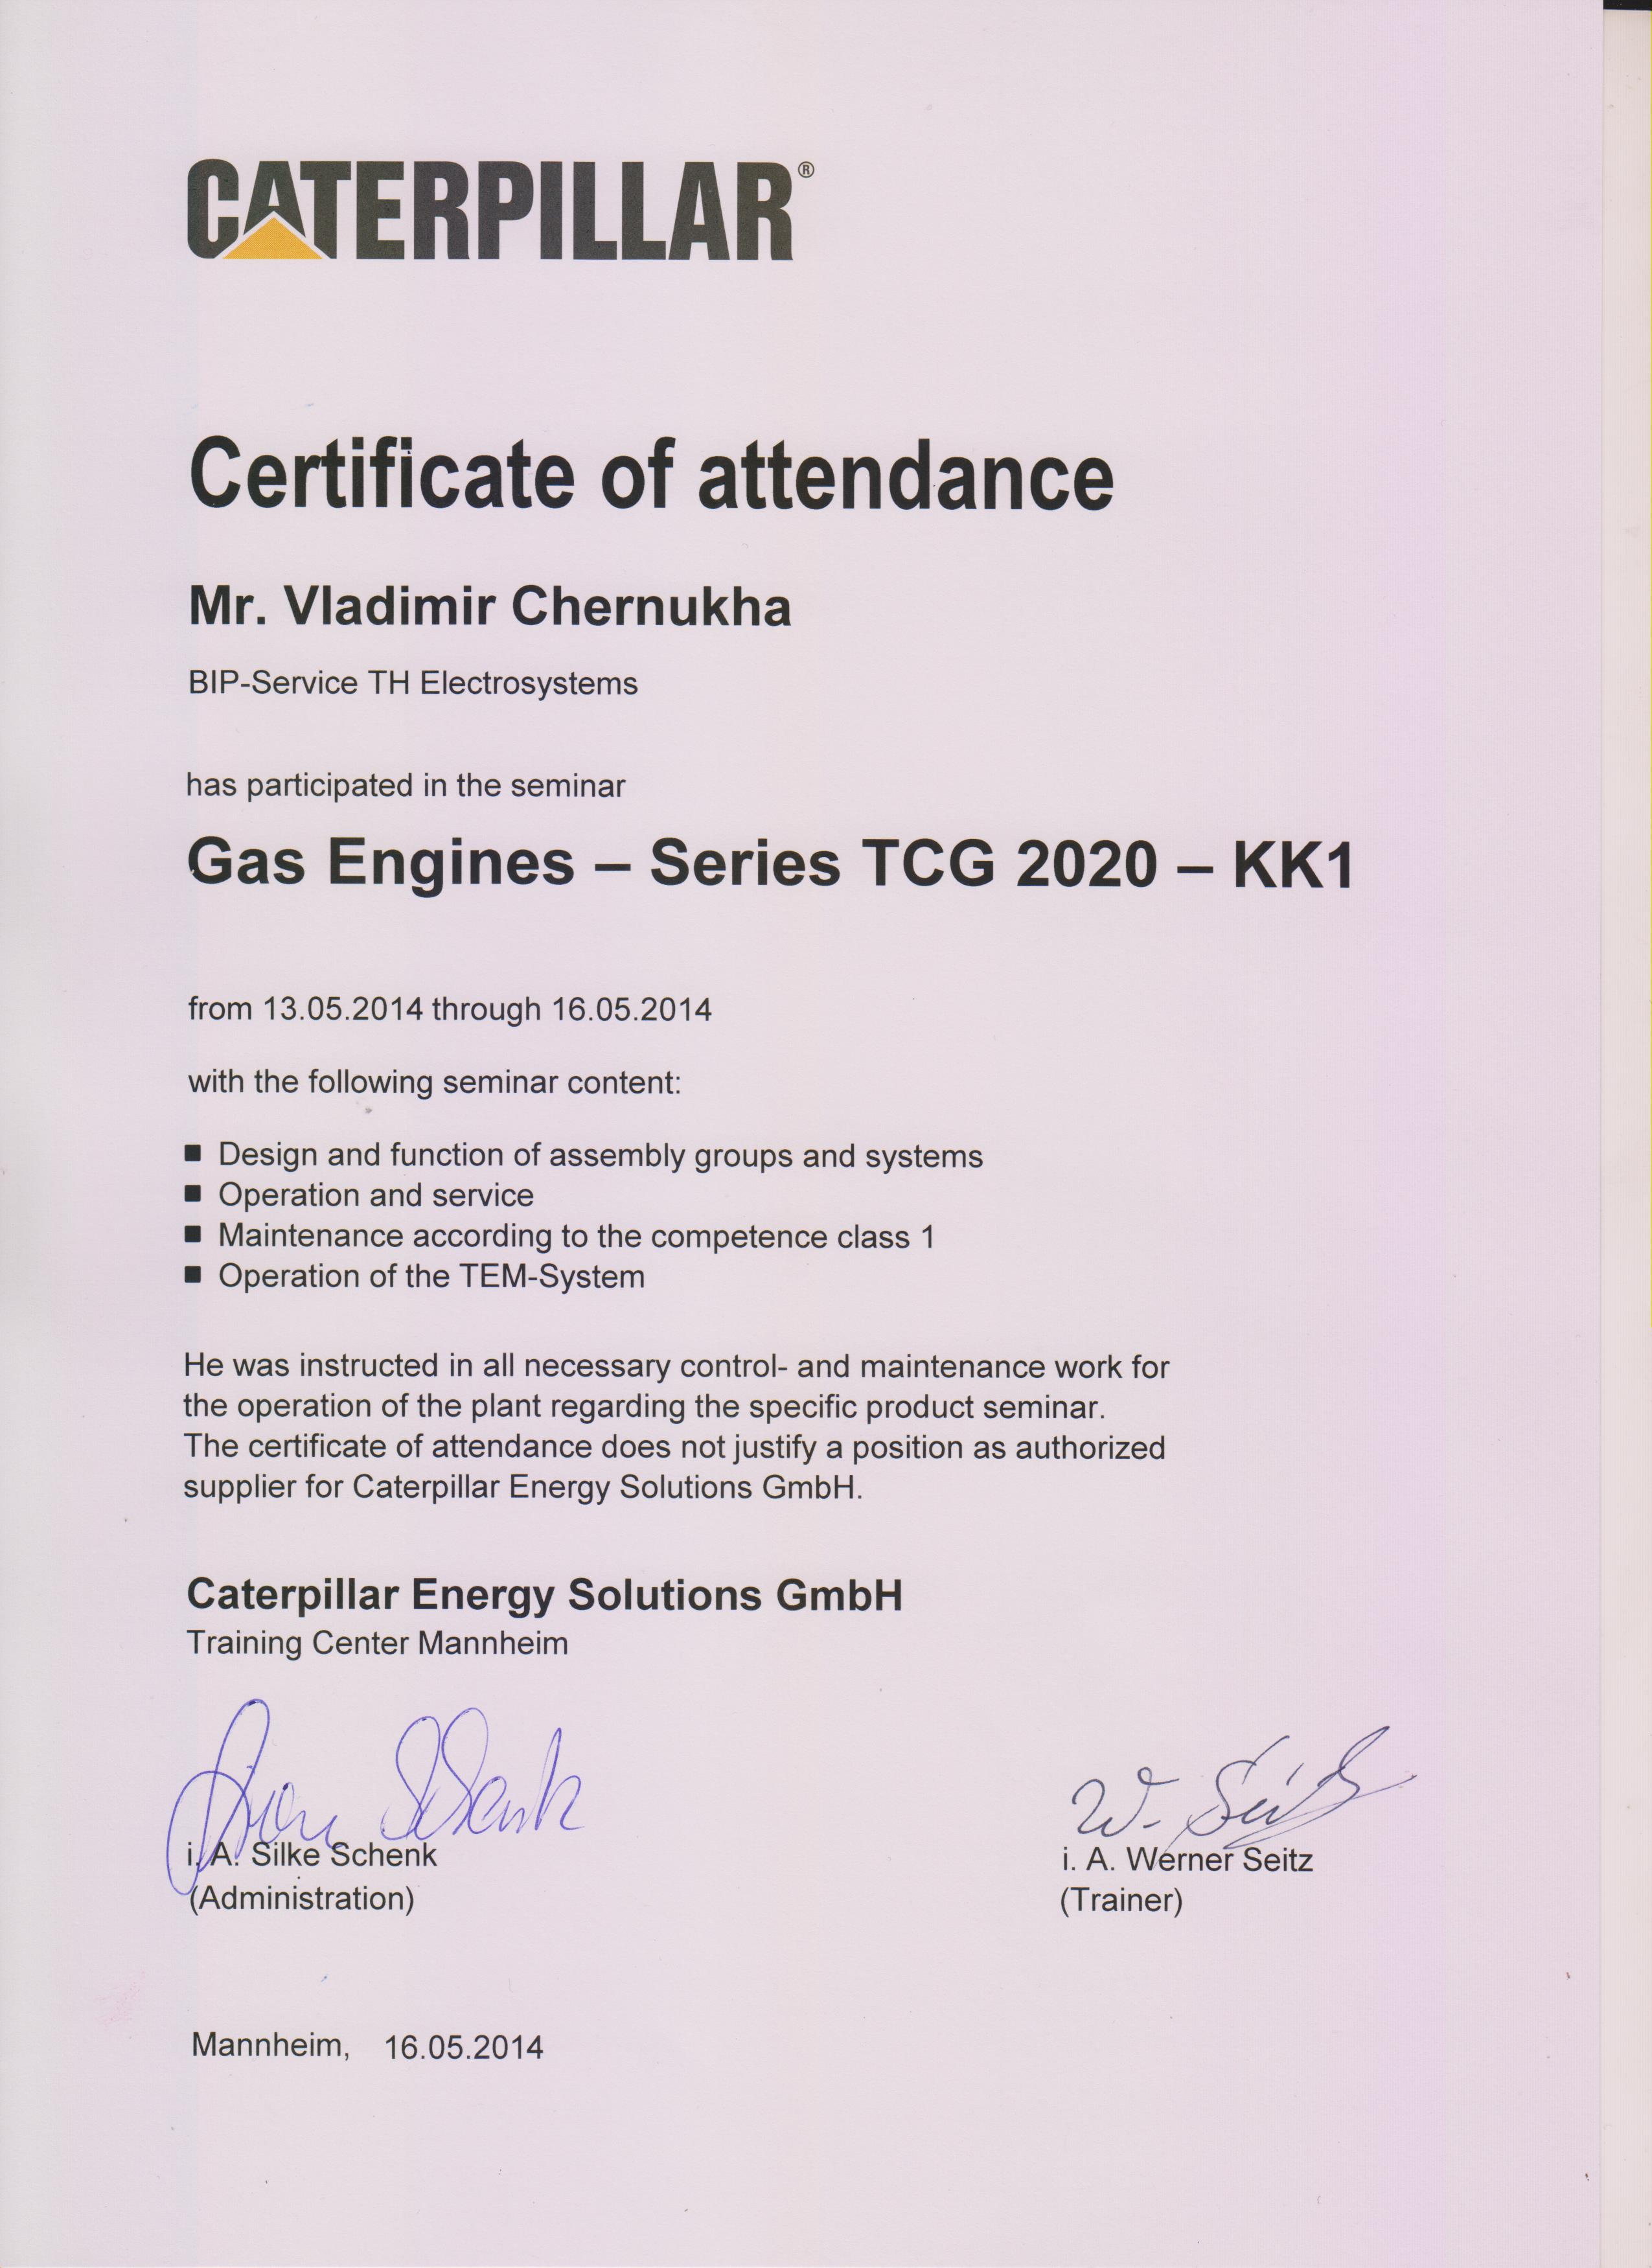 CATERPILLAR®
Certificate of attendance
Mr. Vladimir Chernukha
BIP-Service TH Electrosystems
has participated in the seminar
Gas Engines – Series TCG 2020 – KK1
from 13.05.2014 through 16.05.2014
with the following seminar content:
■ Design and function of assembly groups and systems
■ Operation and service
■ Maintenance according to the competence class 1
■ Operation of the TEM-System
He was instructed in all necessary control- and maintenance work for
the operation of the plant regarding the specific product seminar.
The certificate of attendance does not justify a position as authorized
supplier for Caterpillar Energy Solutions GmbH.
Caterpillar Energy Solutions GmbH
Training Center Mannheim
W. Seitz
i. A. Silke Schenk
i. A. Werner Seitz
(Administration)
(Trainer)
Mannheim, 16.05.2014